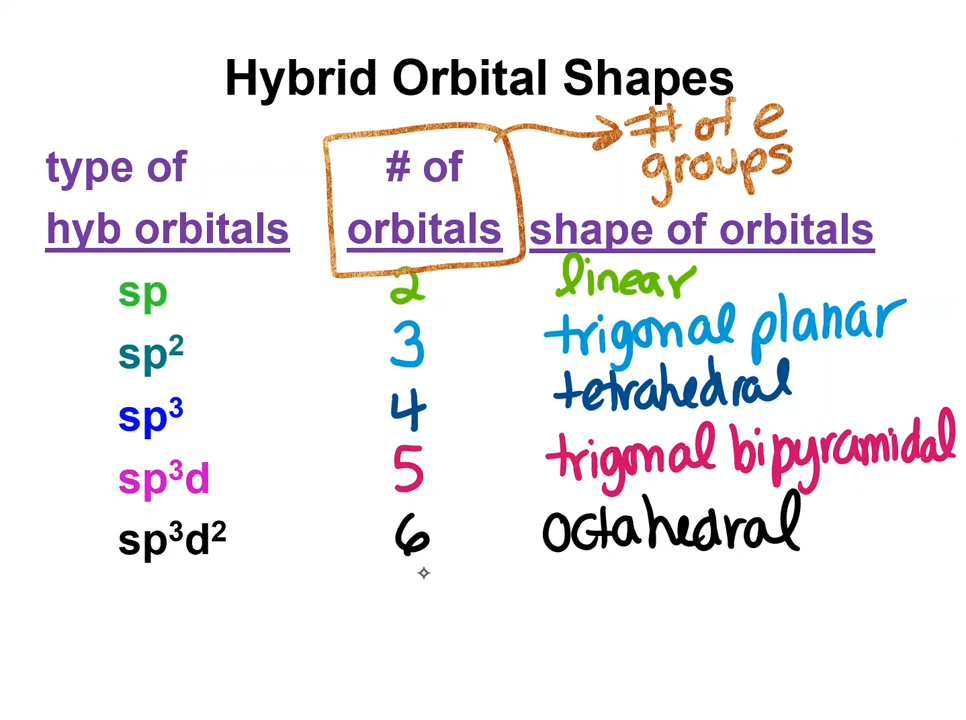 Hybrid Orbital Shapes
# of e
groups
type of # of
hyb orbitals orbitals shape of orbitals
sp 2 linear
sp² 3 trigonal planar
sp³ 4 tetrahedral
sp³d 5 trigonal bipyramidal
sp³d² 6 octahedral